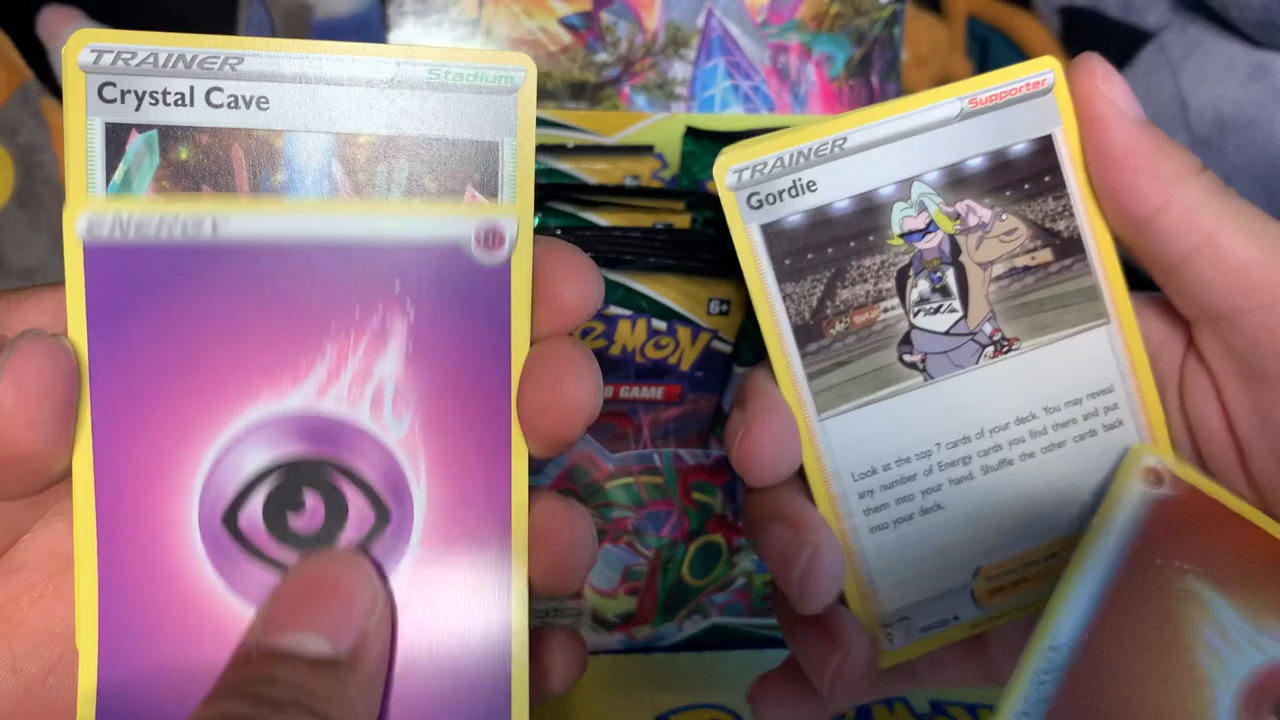 TRAINER
Stadium
Crystal Cave
ENERGY
TRAINER
Supporter
Gordie
Look at the top 7 cards of your deck. You may reveal
any number of Energy cards you find there and put
them into your hand. Shuffle the other cards back
into your deck.
6+
POKéMON
D GAME